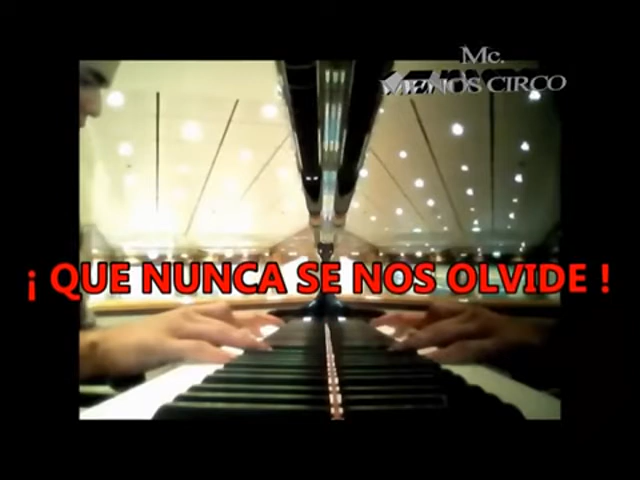 Mc.
MENOS CIRCO
¡ QUE NUNCA SE NOS OLVIDE !